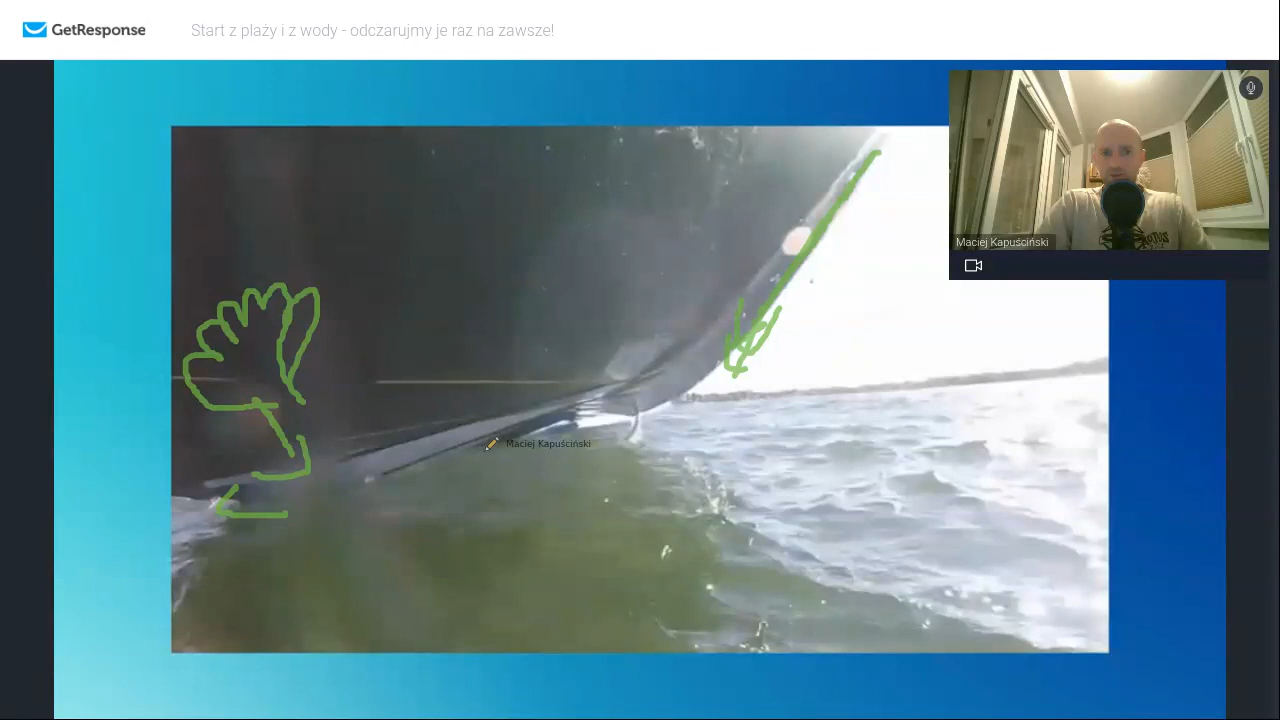 GetResponse
Start z plaży i z wody - odczarujmy je raz na zawsze!
Maciej Kapuściński
Maciej Kapuściński